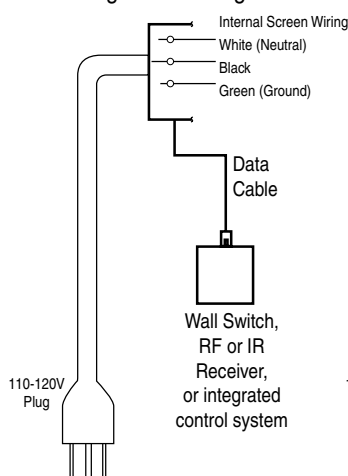 Internal Screen Wiring
White (Neutral)
Black
Green (Ground)
Data
Cable
Wall Switch,
RF or IR
Receiver,
or integrated
control system
110-120V
Plug